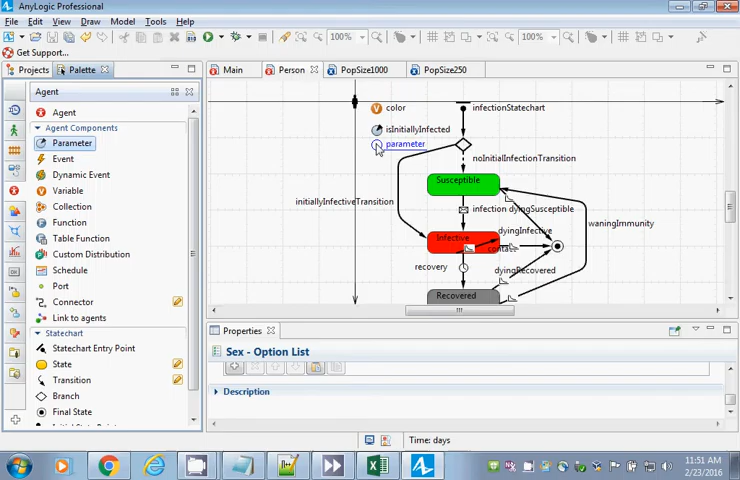 AnyLogic Professional
File Edit View Draw Model Tools Help
100%
100%
Get Support...
Projects
Palette
Main
Person
PopSize1000
PopSize250
Agent
Agent
Agent Components
Parameter
Event
Dynamic Event
Variable
Collection
Function
Table Function
Custom Distribution
Schedule
Port
Connector
Link to agents
Statechart
Statechart Entry Point
State
Transition
Branch
Final State
color
infectionStatechart
isInitiallyInfected
parameter
noInitialInfectionTransition
Susceptible
initiallyInfectiveTransition
infection
dyingSusceptible
waningImmunity
dyingInfective
Infective
recovery
dyingRecovered
Recovered
Properties
Sex - Option List
Description
Time: days
11:51 AM
2/23/2016